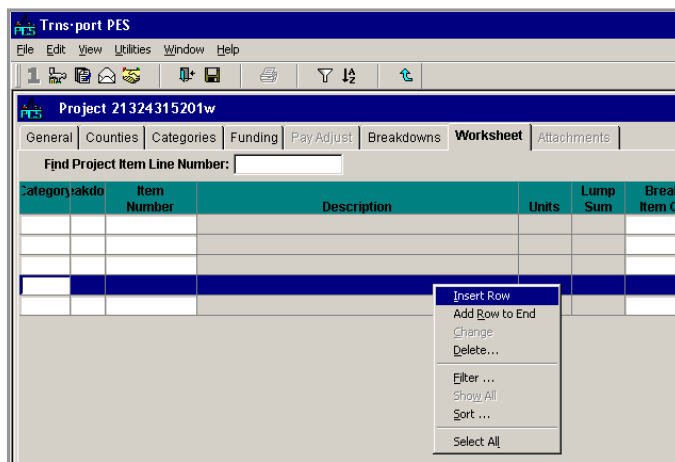 Trns·port PES
File Edit View Utilities Window Help
Project 21324315201w
General Counties Categories Funding Pay Adjust Breakdowns Worksheet Attachments
Find Project Item Line Number:
Category eakdo Item Number Description Units Lump Sum Brea Item
Insert Row
Add Row to End
Change
Delete...
Filter ...
Show All
Sort ...
Select All